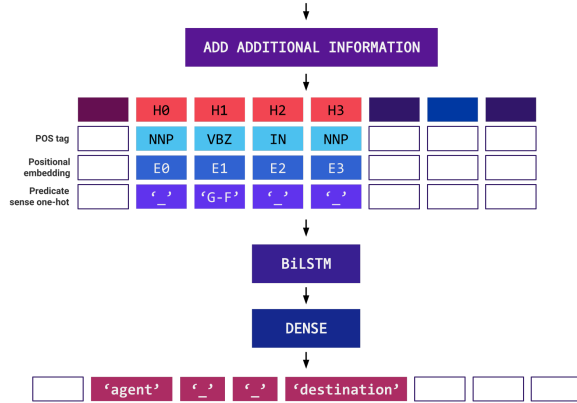 ADD ADDITIONAL INFORMATION
H0 H1 H2 H3
POS tag NNP VBZ IN NNP
Positional
embedding E0 E1 E2 E3
Predicate
sense one-hot ‘_’ ‘G-F’ ‘_’ ‘_’
BiLSTM
DENSE
‘agent’ ‘_’ ‘_’ ‘destination’